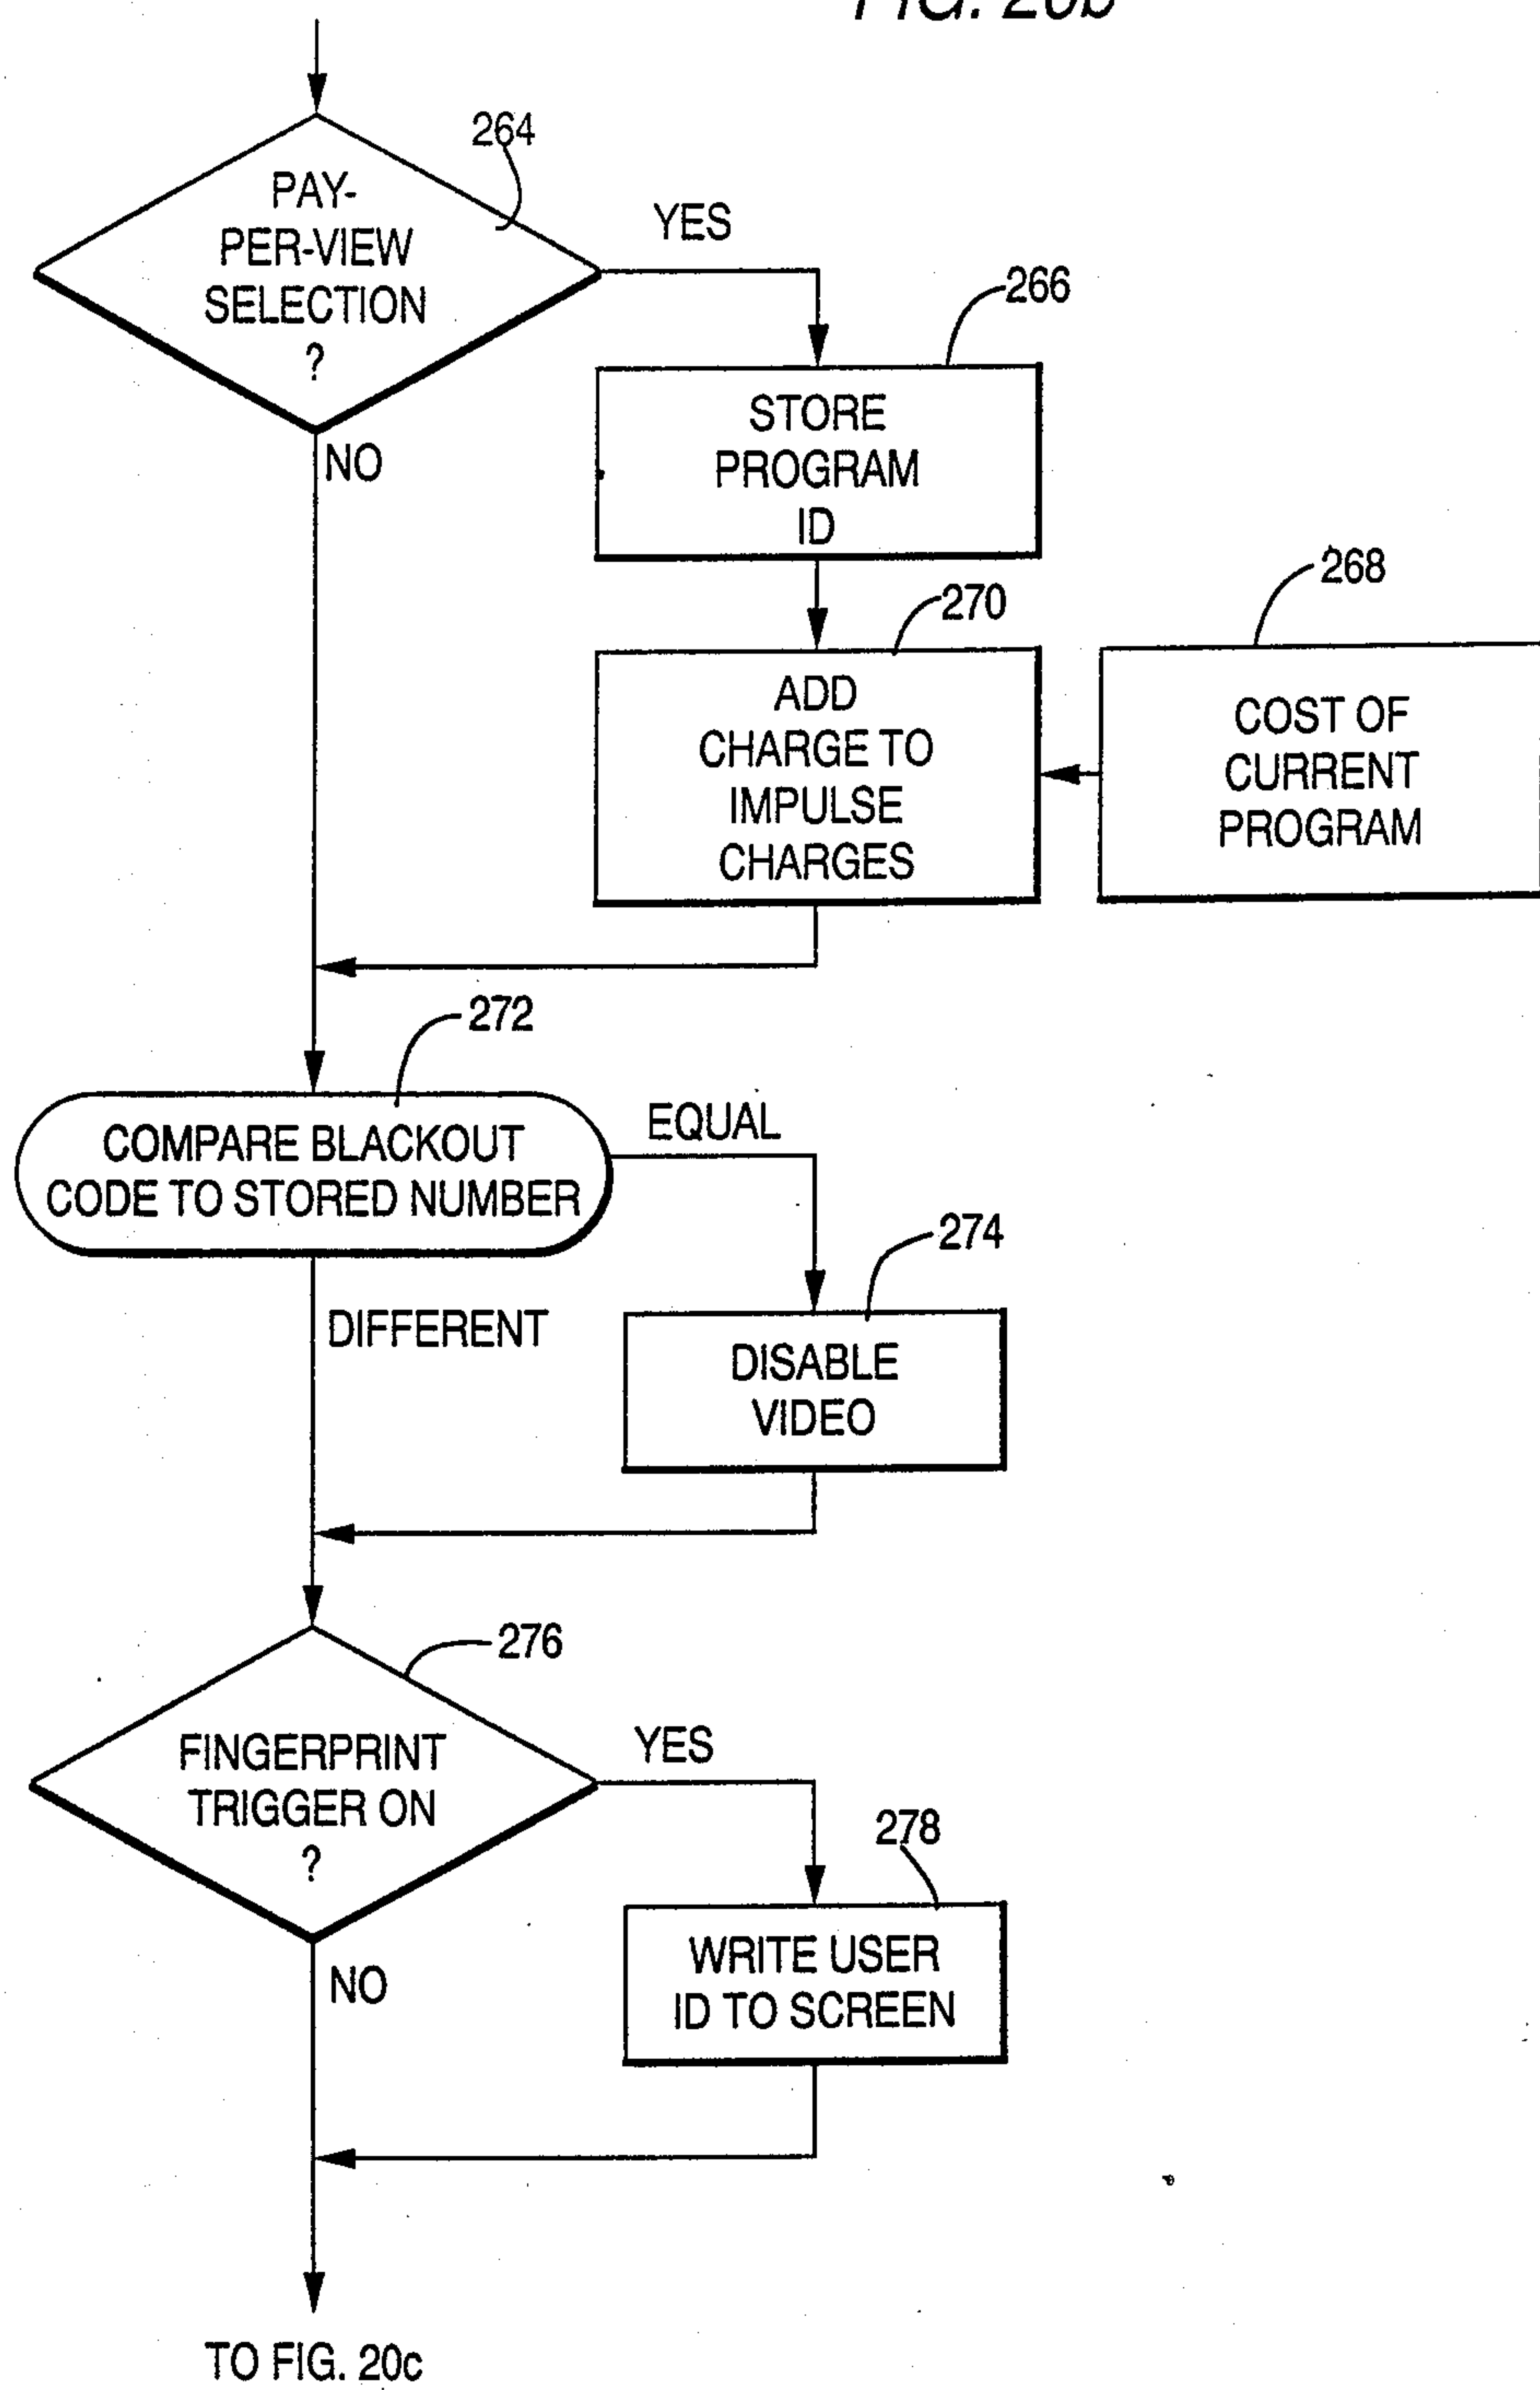 FIG. 20b
264
PAY-
PER-VIEW
SELECTION
?
YES
NO
266
STORE
PROGRAM
ID
268
270
ADD
CHARGE TO
IMPULSE
CHARGES
COST OF
CURRENT
PROGRAM
272
COMPARE BLACKOUT
CODE TO STORED NUMBER
EQUAL
DIFFERENT
274
DISABLE
VIDEO
276
FINGERPRINT
TRIGGER ON
?
YES
NO
278
WRITE USER
ID TO SCREEN
TO FIG. 20c